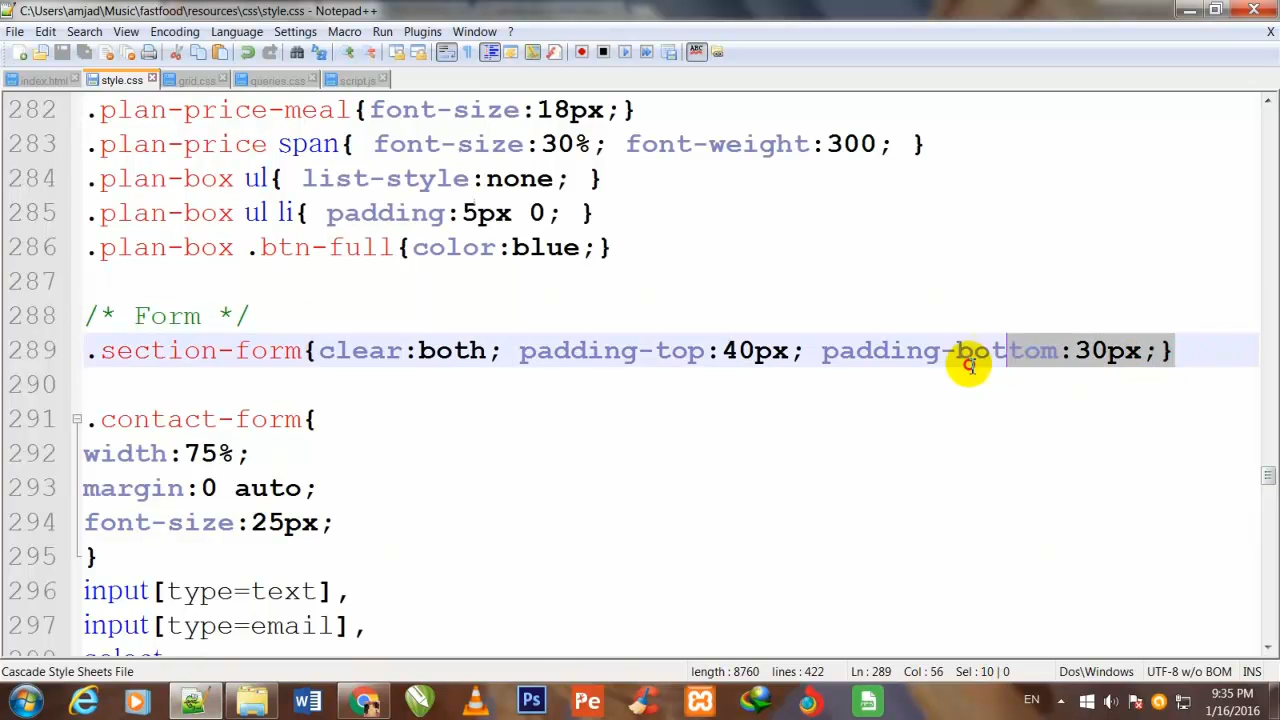 C:\Users\amjad\Music\fastfood\resources\css\style.css - Notepad++
File Edit Search View Encoding Language Settings Macro Run Plugins Window ? X
index.html style.css grid.css queries.css script.js
282 .plan-price-meal{font-size:18px;}
283 .plan-price span{ font-size:30%; font-weight:300; }
284 .plan-box ul{ list-style:none; }
285 .plan-box ul li{ padding:5px 0; }
286 .plan-box .btn-full{color:blue;}
287
288 /* Form */
289 .section-form{clear:both; padding-top:40px; padding-bottom:30px;}
290
291 .contact-form{
292 width:75%;
293 margin:0 auto;
294 font-size:25px;
295 }
296 input[type=text],
297 input[type=email],
Cascade Style Sheets File length : 8760 lines : 422 Ln : 289 Col : 56 Sel : 10 | 0 Dos\Windows UTF-8 w/o BOM INS
EN 9:35 PM
1/16/2016